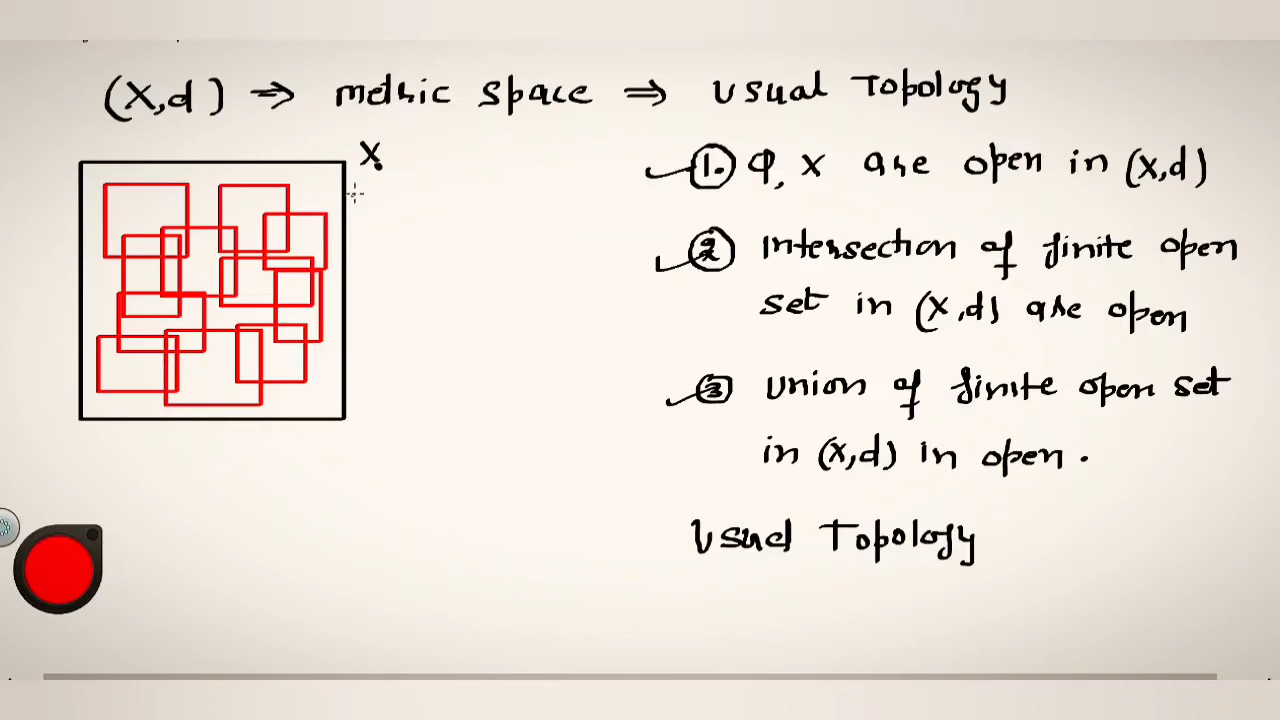 (X,d) ⇒ metric space ⇒ usual Topology
X
1. φ, X are open in (X,d)
2 Intersection of finite open
set in (X,d) are open
3 Union of finite open set
in (X,d) in open.
Usual Topology